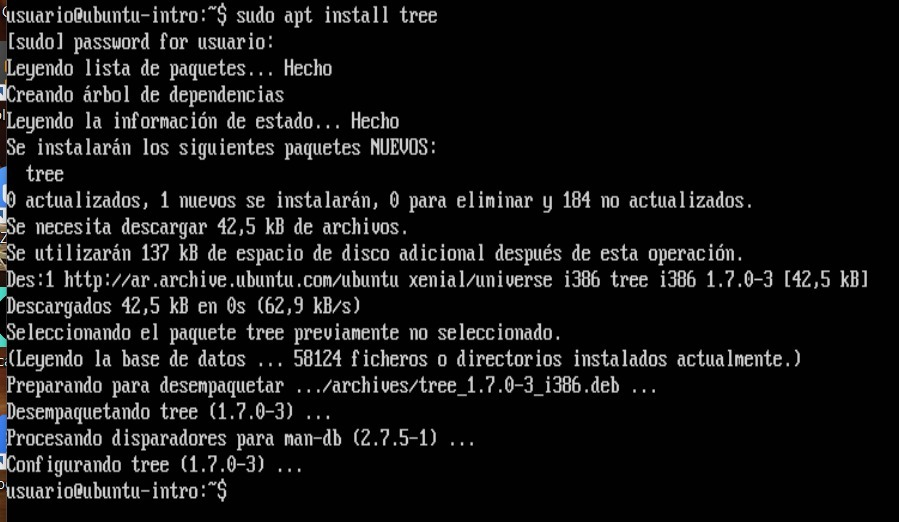 usuario@ubuntu-intro:~$ sudo apt install tree
[sudo] password for usuario:
Leyendo lista de paquetes... Hecho
Creando árbol de dependencias
Leyendo la información de estado... Hecho
Se instalarán los siguientes paquetes NUEVOS:
  tree
0 actualizados, 1 nuevos se instalarán, 0 para eliminar y 184 no actualizados.
Se necesita descargar 42,5 kB de archivos.
Se utilizarán 137 kB de espacio de disco adicional después de esta operación.
Des:1 http://ar.archive.ubuntu.com/ubuntu xenial/universe i386 tree i386 1.7.0-3 [42,5 kB]
Descargados 42,5 kB en 0s (62,9 kB/s)
Seleccionando el paquete tree previamente no seleccionado.
(Leyendo la base de datos ... 58124 ficheros o directorios instalados actualmente.)
Preparando para desempaquetar .../archives/tree_1.7.0-3_i386.deb ...
Desempaquetando tree (1.7.0-3) ...
Procesando disparadores para man-db (2.7.5-1) ...
Configurando tree (1.7.0-3) ...
usuario@ubuntu-intro:~$